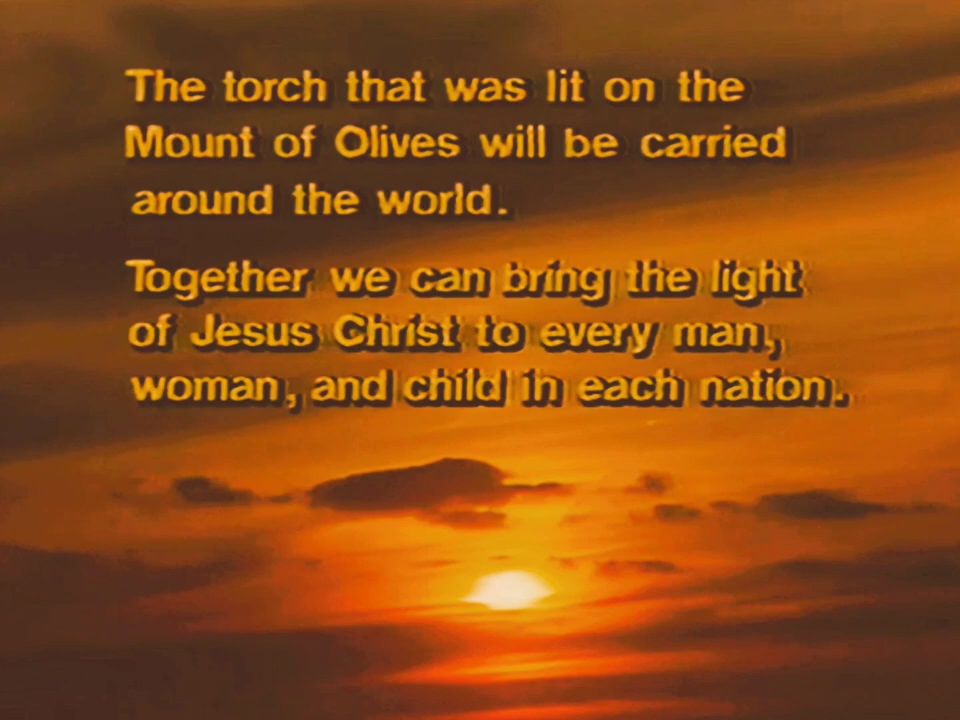 The torch that was lit on the
Mount of Olives will be carried
around the world.
Together we can bring the light
of Jesus Christ to every man,
woman, and child in each nation.